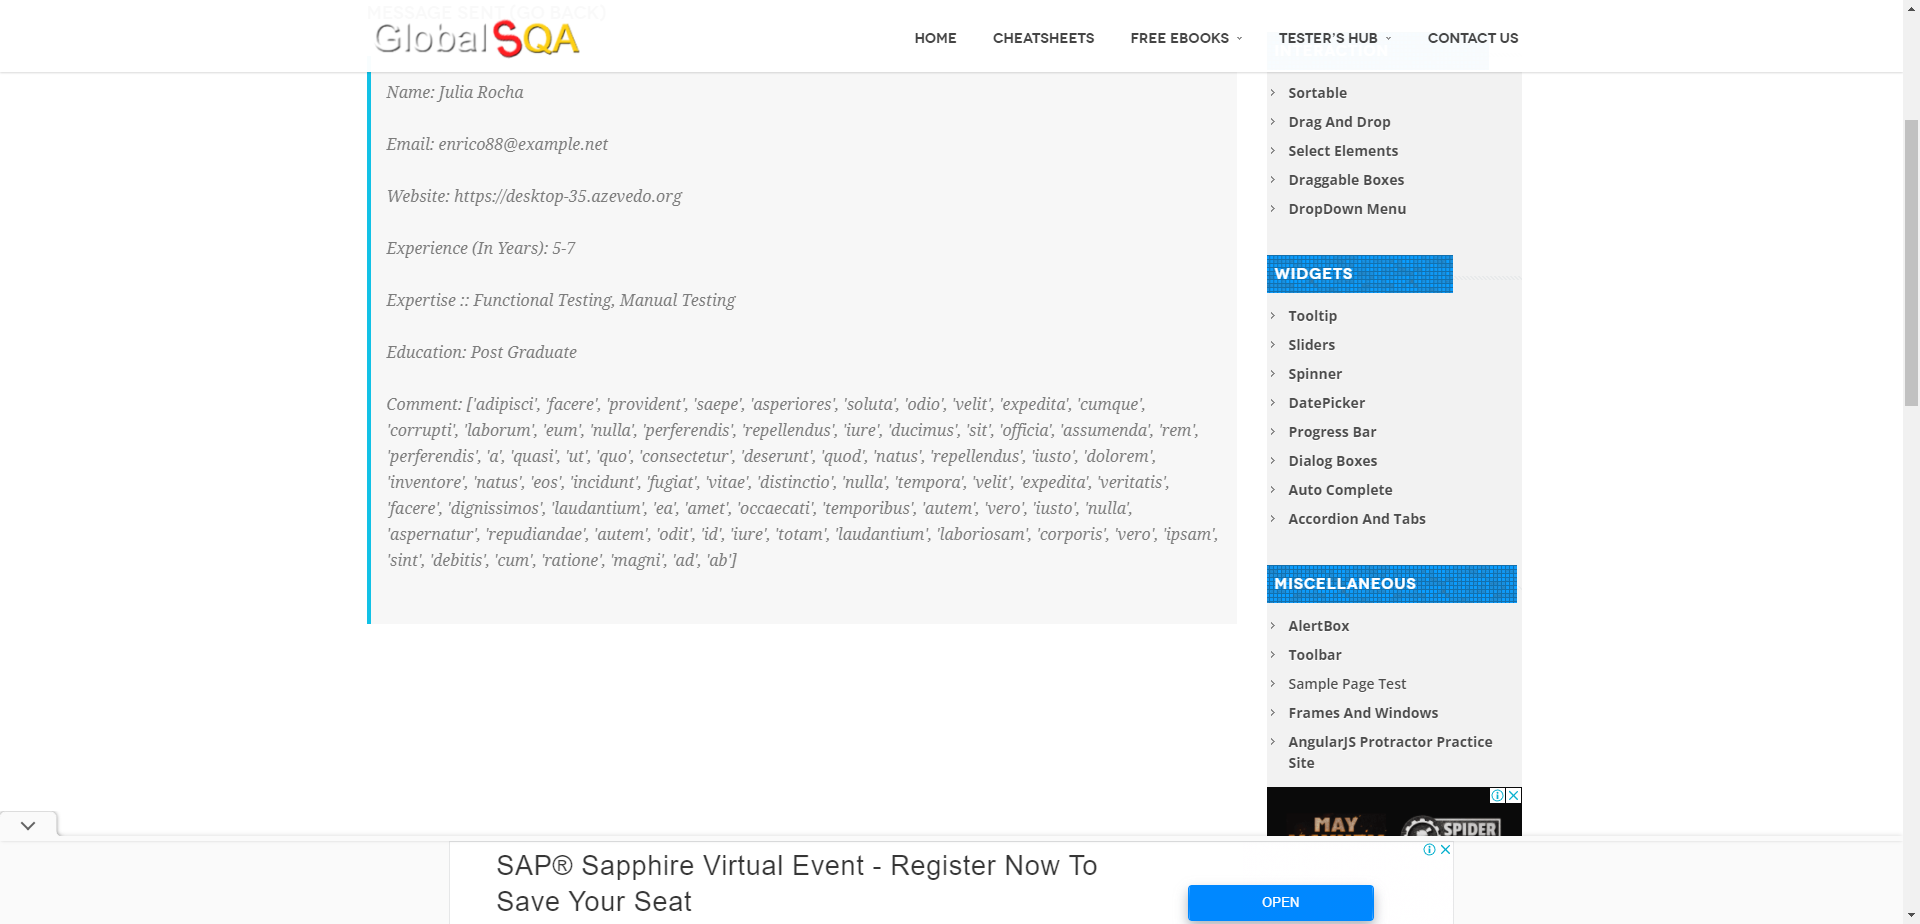 MESSAGE SENT (GO BACK)
GlobalSQA
HOME
CHEATSHEETS
FREE EBOOKS
TESTER'S HUB
CONTACT US
Name: Julia Rocha
Email: enrico88@example.net
Website: https://desktop-35.azevedo.org
Experience (In Years): 5-7
Expertise :: Functional Testing, Manual Testing
Education: Post Graduate
Comment: ['adipisci', 'facere', 'provident', 'saepe', 'asperiores', 'soluta', 'odio', 'velit', 'expedita', 'cumque',
'corrupti', 'laborum', 'eum', 'nulla', 'perferendis', 'repellendus', 'iure', 'ducimus', 'sit', 'officia', 'assumenda', 'rem',
'perferendis', 'a', 'quasi', 'ut', 'quo', 'consectetur', 'deserunt', 'quod', 'natus', 'repellendus', 'iusto', 'dolorem',
'inventore', 'natus', 'eos', 'incidunt', 'fugiat', 'vitae', 'distinctio', 'nulla', 'tempora', 'velit', 'expedita', 'veritatis',
'facere', 'dignissimos', 'laudantium', 'ea', 'amet', 'occaecati', 'temporibus', 'autem', 'vero', 'iusto', 'nulla',
'aspernatur', 'repudiandae', 'autem', 'odit', 'id', 'iure', 'totam', 'laudantium', 'laboriosam', 'corporis', 'vero', 'ipsam',
'sint', 'debitis', 'cum', 'ratione', 'magni', 'ad', 'ab']
INTERACTION
Sortable
Drag And Drop
Select Elements
Draggable Boxes
DropDown Menu
WIDGETS
Tooltip
Sliders
Spinner
DatePicker
Progress Bar
Dialog Boxes
Auto Complete
Accordion And Tabs
MISCELLANEOUS
AlertBox
Toolbar
Sample Page Test
Frames And Windows
AngularJS Protractor Practice
Site
MAY
SPIDER
SAP® Sapphire Virtual Event - Register Now To
Save Your Seat
OPEN